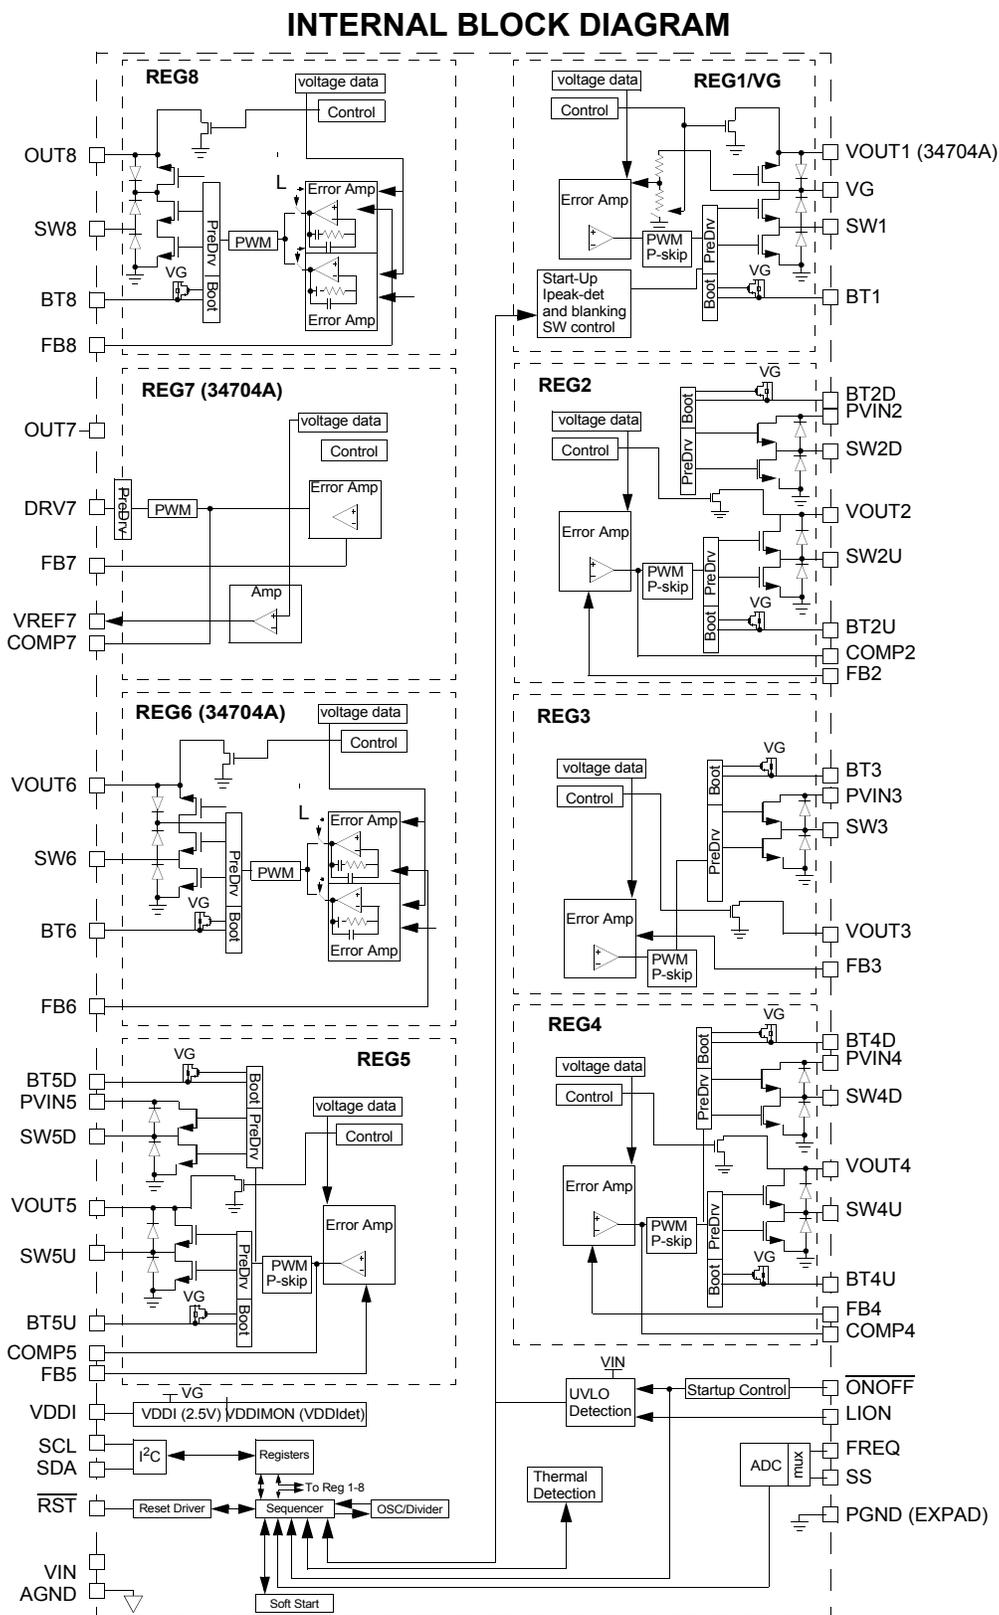 INTERNAL BLOCK DIAGRAM
REG8
voltage data
Control
OUT8
L
Error Amp
SW8
PreDrv
PWM
VG
BT8
Boot
Error Amp
FB8
REG7 (34704A)
voltage data
OUT7
Control
Error Amp
DRV7
PreDrv
PWM
FB7
Amp
VREF7
COMP7
REG6 (34704A)
voltage data
Control
VOUT6
L
Error Amp
SW6
PreDrv
PWM
VG
BT6
Boot
Error Amp
FB6
REG5
VG
BT5D
Boot
PVIN5
voltage data
SW5D
PreDrv
Control
VOUT5
Error Amp
SW5U
PreDrv
PWM
P-skip
VG
BT5U
Boot
COMP5
FB5
VG
VDDI
VDDI (2.5V)
VDDIMON (VDDIdet)
SCL
SDA
I2C
Registers
To Reg 1-8
RST
Reset Driver
Sequencer
OSC/Divider
VIN
AGND
Soft Start
voltage data
REG1/VG
Control
VOUT1 (34704A)
Error Amp
VG
SW1
PWM
P-skip
PreDrv
Start-Up
Ipeak-det
and blanking
SW control
VG
Boot
BT1
REG2
VG
BT2D
Boot
PVIN2
voltage data
Control
PreDrv
SW2D
VOUT2
Error Amp
SW2U
PWM
P-skip
PreDrv
VG
Boot
BT2U
COMP2
FB2
REG3
VG
BT3
voltage data
Boot
PVIN3
Control
SW3
PreDrv
Error Amp
VOUT3
PWM
P-skip
FB3
REG4
VG
BT4D
Boot
PVIN4
voltage data
Control
PreDrv
SW4D
VOUT4
Error Amp
SW4U
PWM
P-skip
PreDrv
VG
Boot
BT4U
FB4
COMP4
VIN
UVLO
Detection
Startup Control
ONOFF
LION
FREQ
ADC
mux
SS
Thermal
Detection
PGND (EXPAD)